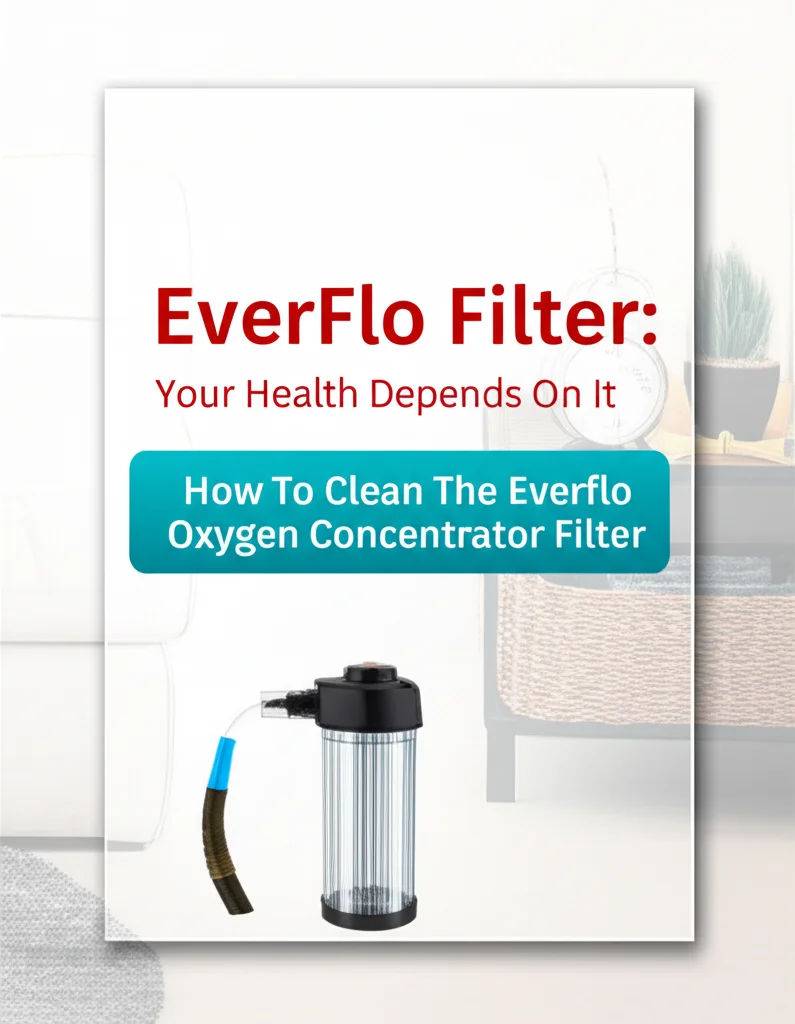 EverFlo Filter:
Your Health Depends On It
How To Clean The Everflo
Oxygen Concentrator Filter